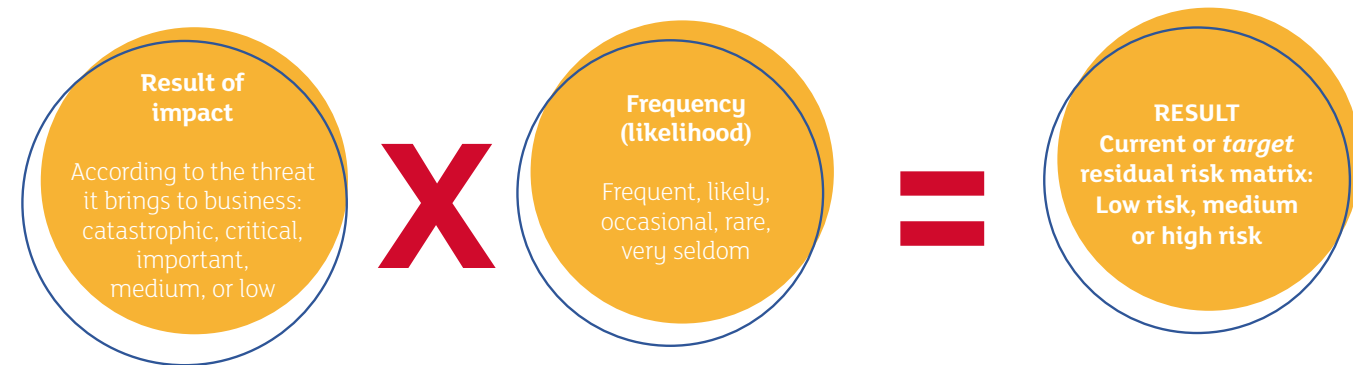 Result of
impact
According to the threat
it brings to business:
catastrophic, critical,
important,
medium, or low
X
Frequency
(likelihood)
Frequent, likely,
occasional, rare,
very seldom
=
RESULT
Current or target
residual risk matrix:
Low risk, medium
or high risk